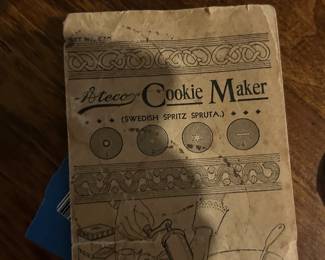 Ateco Cookie Maker
(SWEDISH SPRITZ SPRUTA.)